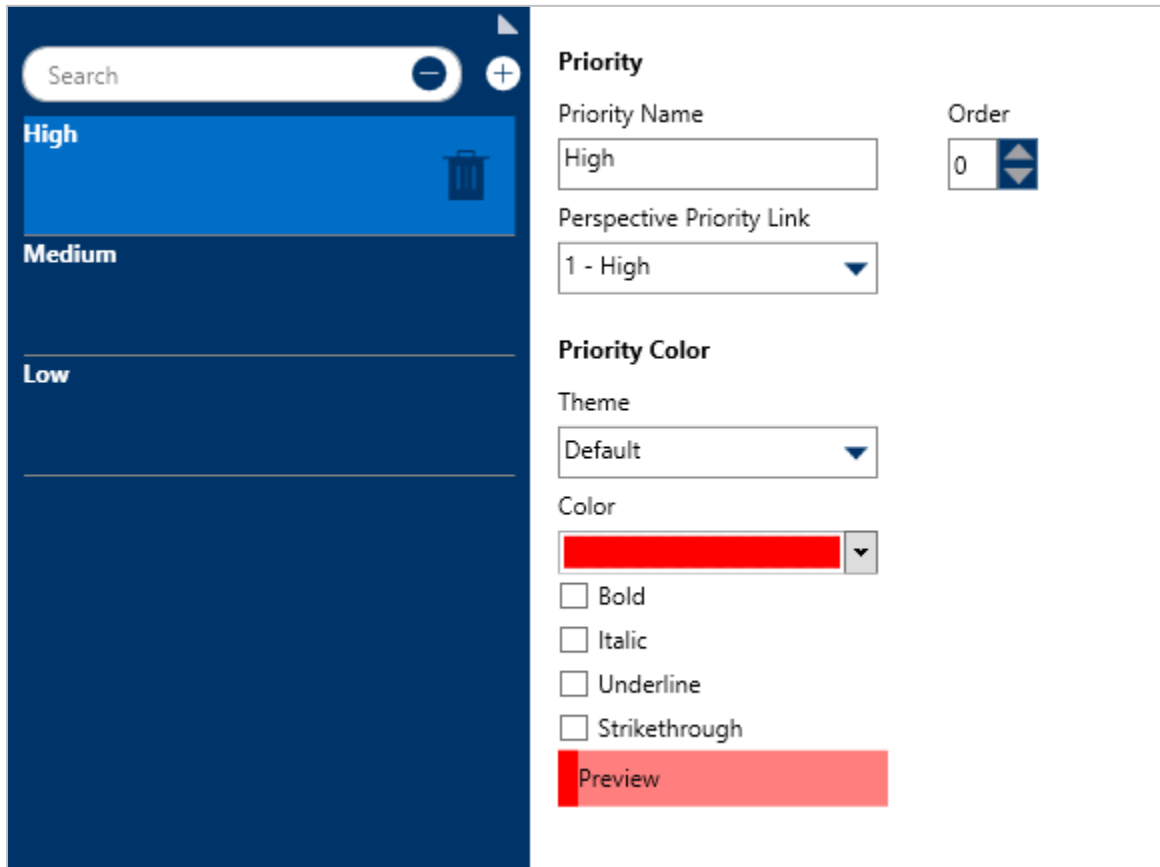 Search
High
Medium
Low
Priority
Priority Name
Order
High
0
Perspective Priority Link
1 - High
Priority Color
Theme
Default
Color
Bold
Italic
Underline
Strikethrough
Preview